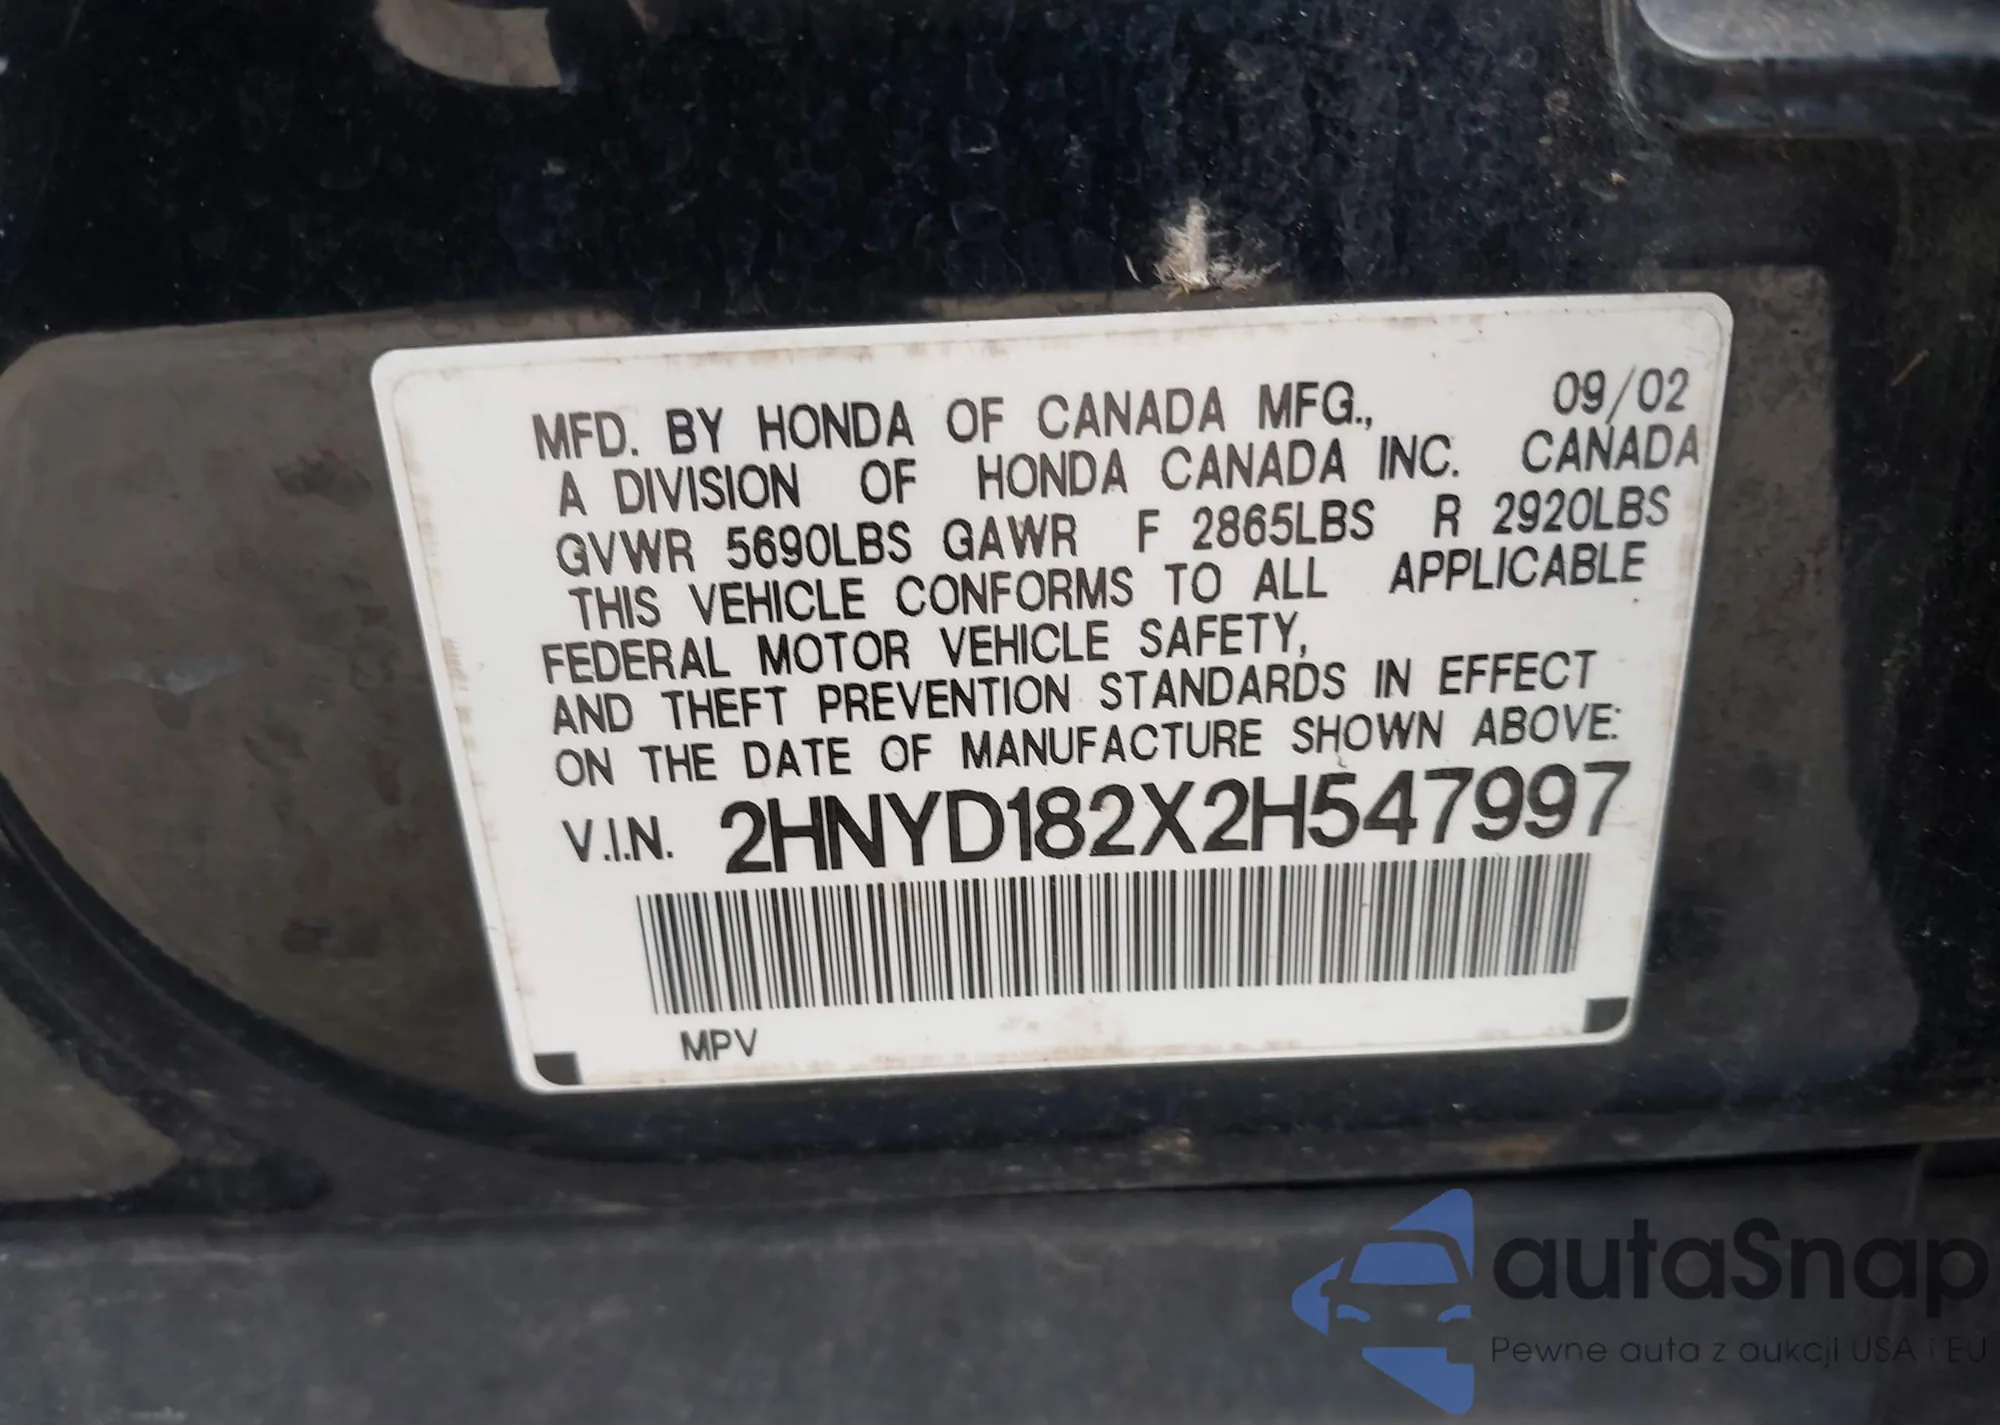 MFD. BY HONDA OF CANADA MFG., 09/02
A DIVISION OF HONDA CANADA INC. CANADA
GVWR 5690LBS GAWR F 2865LBS R 2920LBS
THIS VEHICLE CONFORMS TO ALL APPLICABLE
FEDERAL MOTOR VEHICLE SAFETY,
AND THEFT PREVENTION STANDARDS IN EFFECT
ON THE DATE OF MANUFACTURE SHOWN ABOVE:
V.I.N. 2HNYD182X2H547997
MPV
autaSnap
Pewne auta z aukcji USA i EU